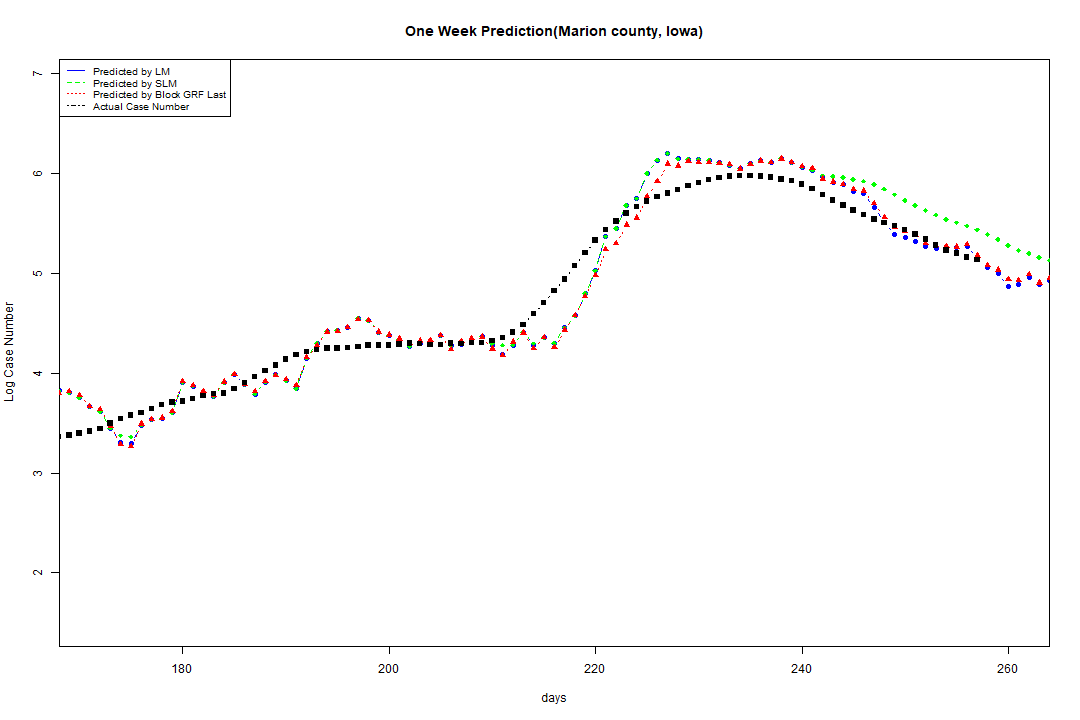 One Week Prediction(Marion county, Iowa)
Predicted by LM
Predicted by SLM
Predicted by Block GRF Last
Actual Case Number
7
6
5
4
3
2
Log Case Number
180 200 220 240 260
days